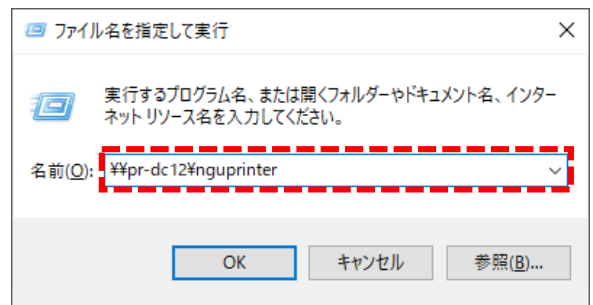 ファイル名を指定して実行
実行するプログラム名、または開くフォルダーやドキュメント名、インター
ネット リソース名を入力してください。
名前(O): ¥¥pr-dc12¥nguprinter
OK キャンセル 参照(B)...